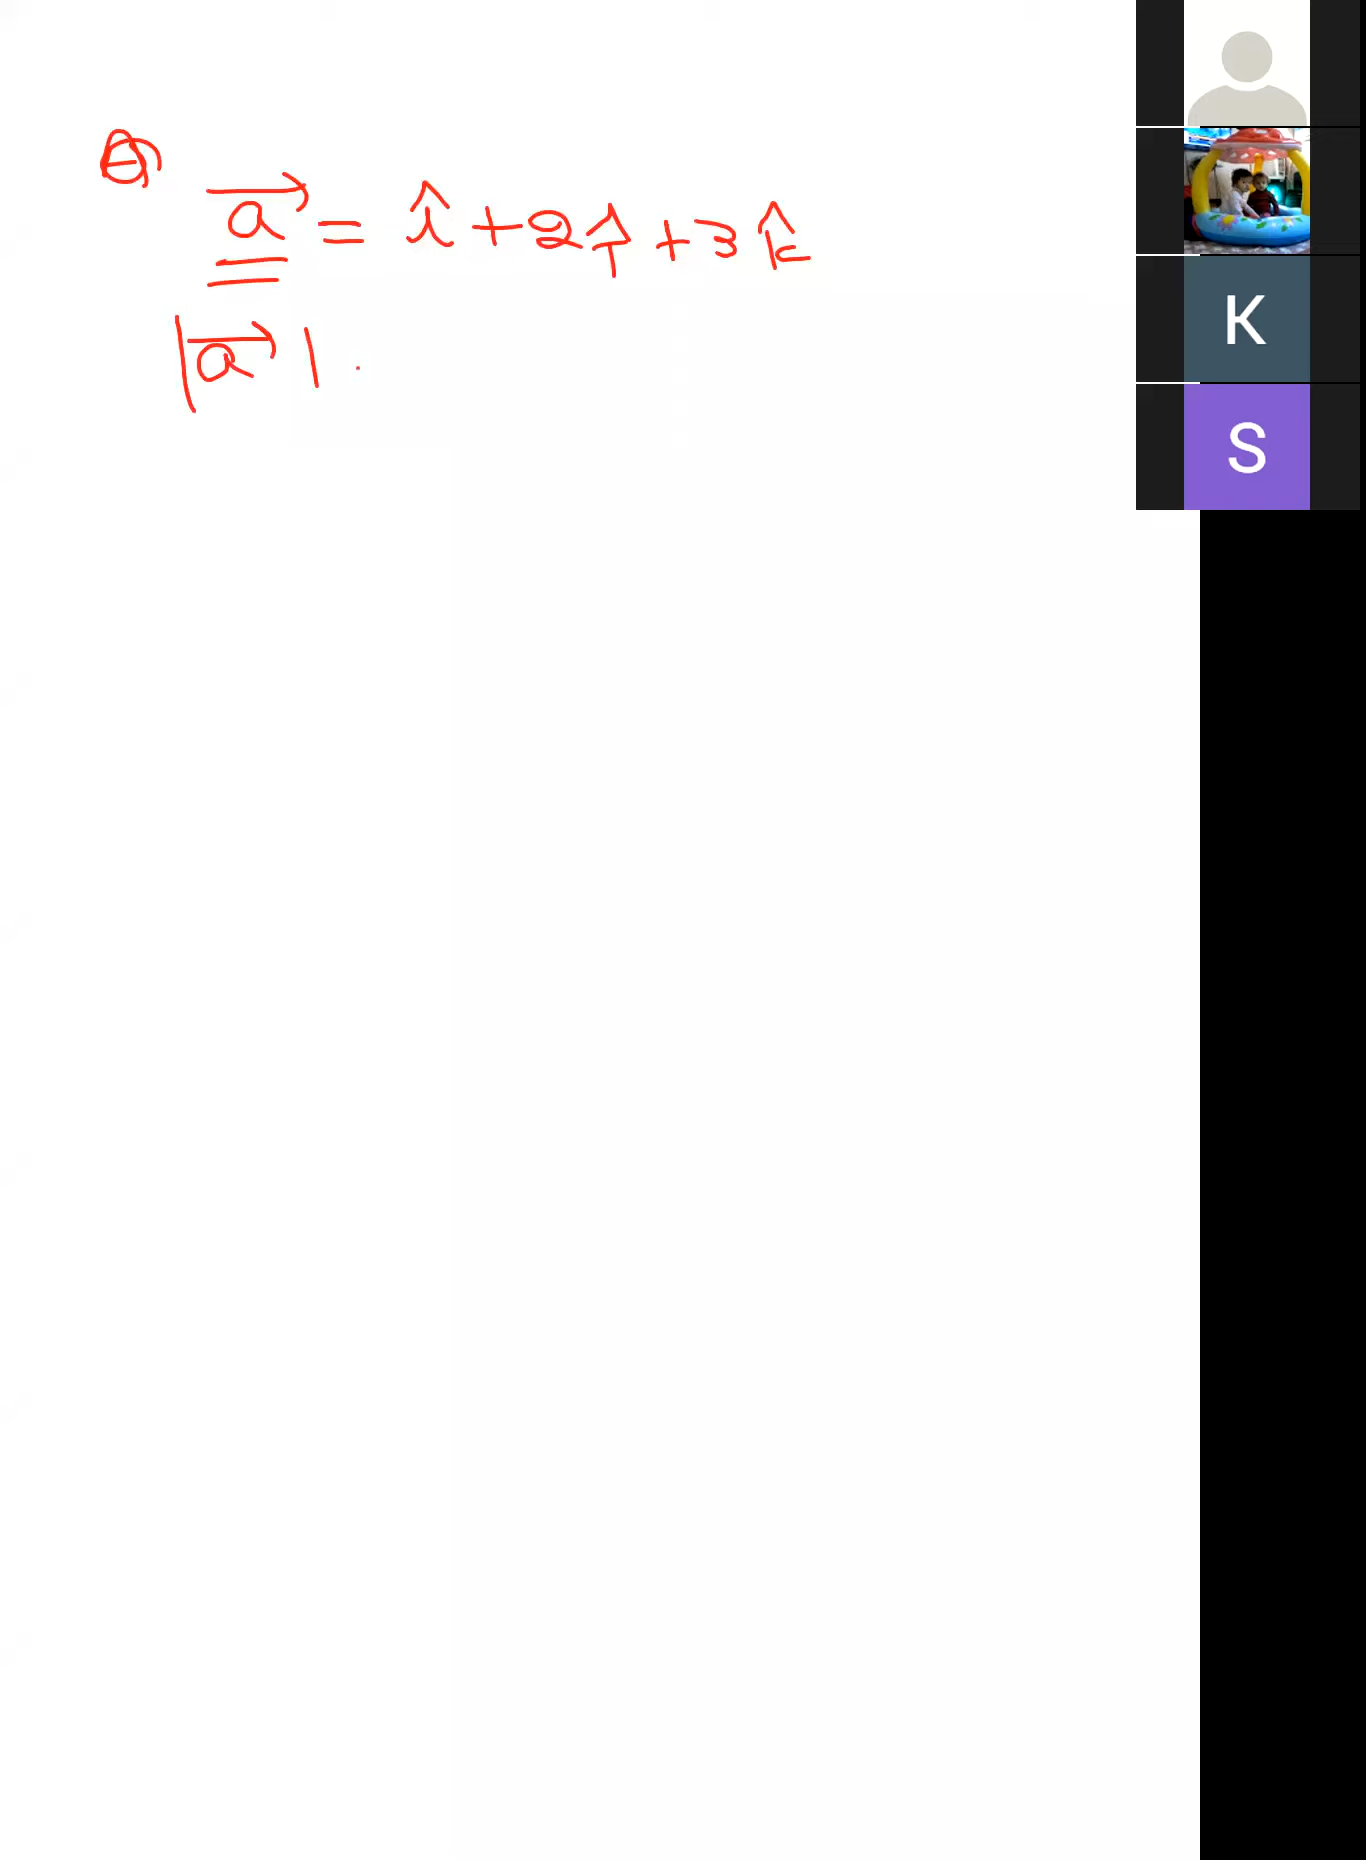 a⃗ = î + 2ĵ + 3k̂
|a⃗|
K
S